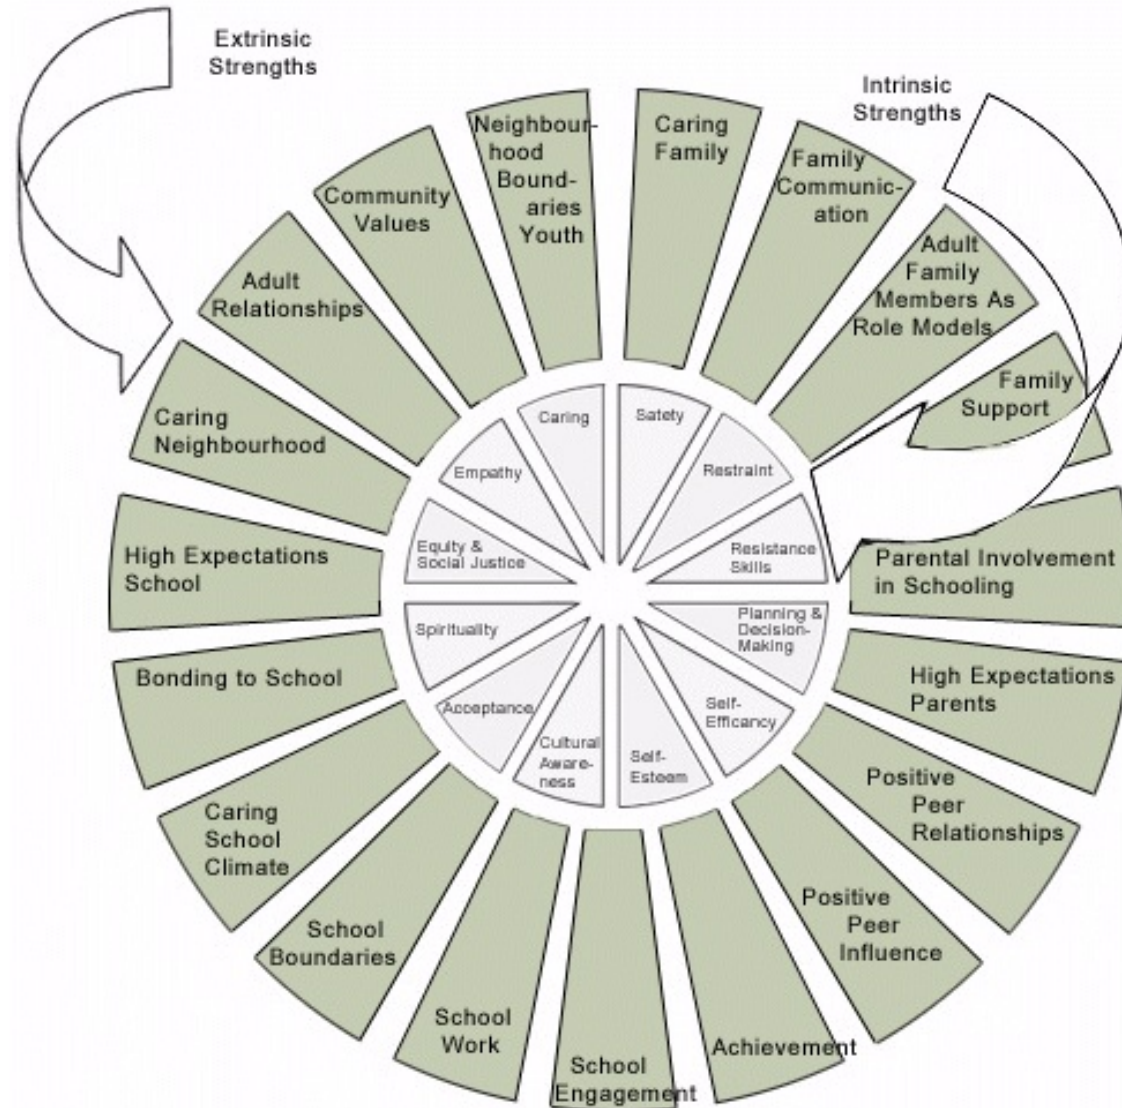 Extrinsic
Strengths
Intrinsic
Strengths
Neighbour-
hood
Bound-
aries
Youth
Caring
Family
Family
Communic-
ation
Adult
Family
Members As
Role Models
Family
Support
Parental Involvement
in Schooling
High Expectations
Parents
Positive
Peer
Relationships
Positive
Peer
Influence
Achievement
School
Engagement
School
Work
School
Boundaries
Caring
School
Climate
Bonding to School
High Expectations
School
Caring
Neighbourhood
Adult
Relationships
Community
Values
Caring
Satety
Restraint
Resistance
Skills
Planning &
Decision-
Making
Self-
Efficancy
Self-
Esteem
Cultural
Aware-
ness
Acceptance
Spirituality
Equity &
Social Justice
Empathy